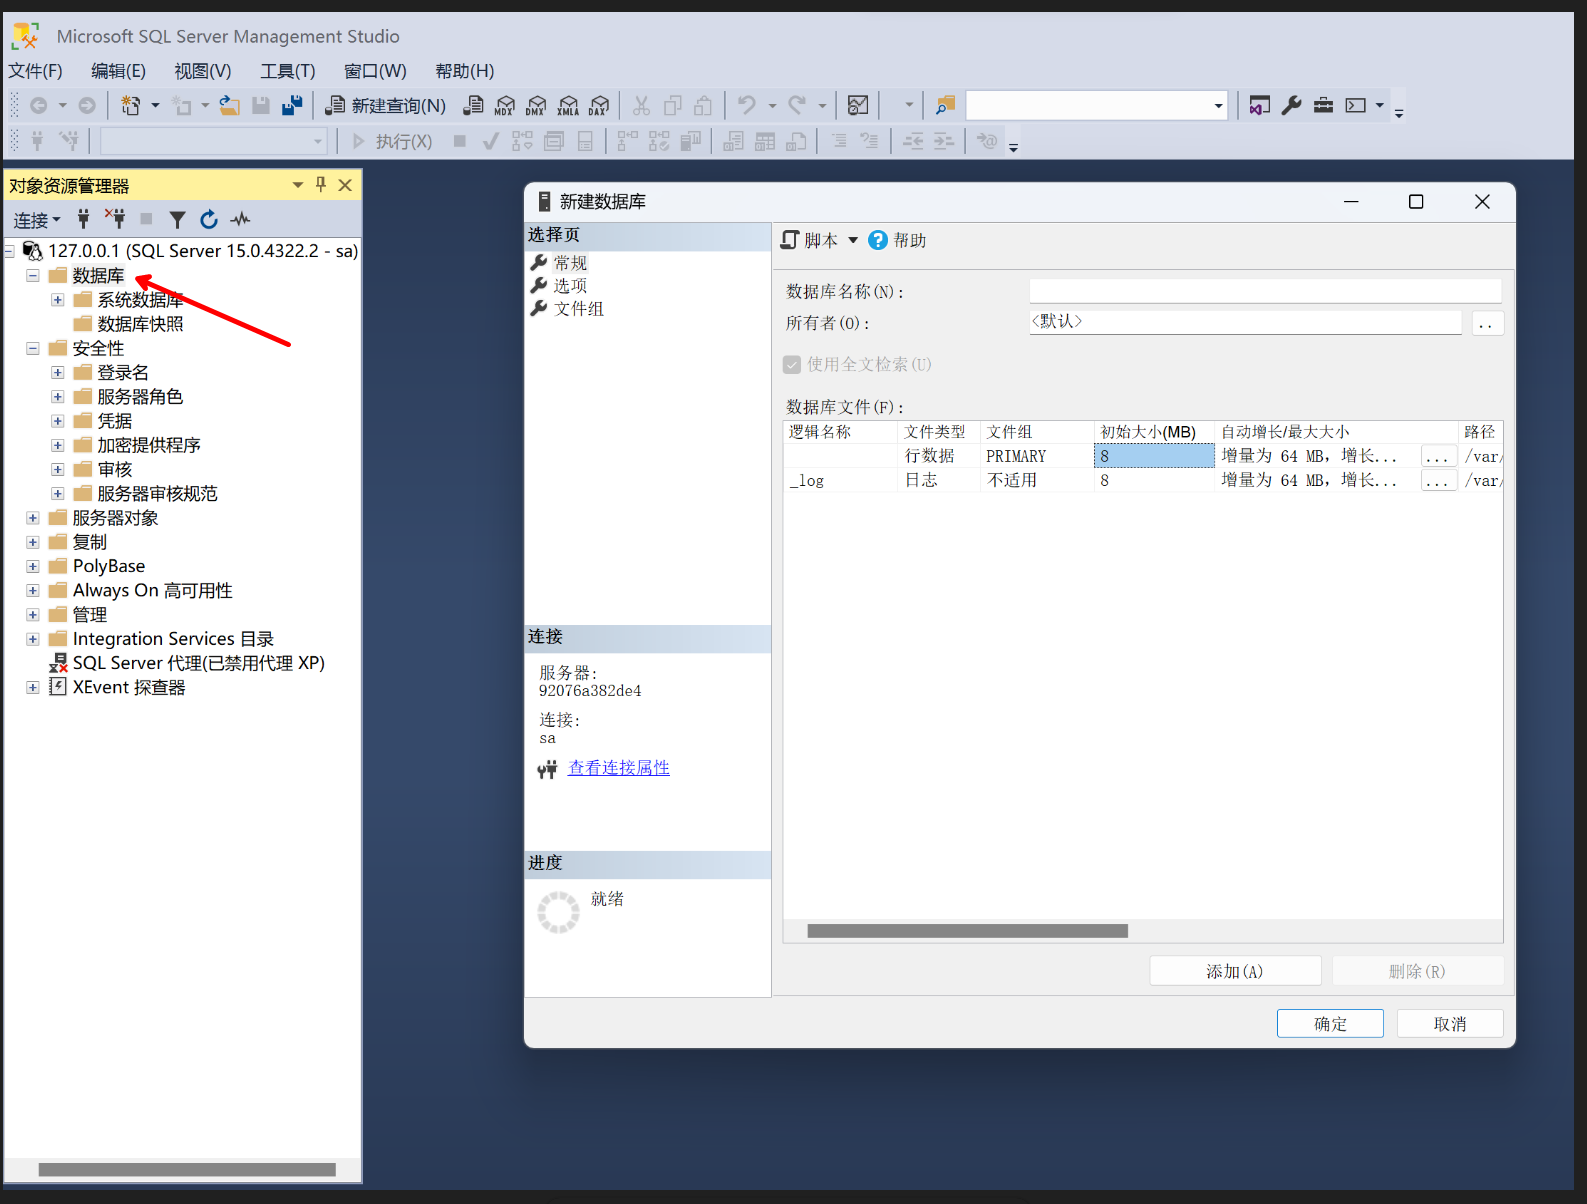 Microsoft SQL Server Management Studio
文件(F) 编辑(E) 视图(V) 工具(T) 窗口(W) 帮助(H)
新建查询(N) MDX DMX XMLA DAX
执行(X)
对象资源管理器
连接
127.0.0.1 (SQL Server 15.0.4322.2 - sa)
数据库
系统数据库
数据库快照
安全性
登录名
服务器角色
凭据
加密提供程序
审核
服务器审核规范
服务器对象
复制
PolyBase
Always On 高可用性
管理
Integration Services 目录
SQL Server 代理(已禁用代理 XP)
XEvent 探查器
新建数据库
选择页
常规
选项
文件组
连接
服务器:
92076a382de4
连接:
sa
查看连接属性
进度
就绪
脚本 帮助
数据库名称(N):
所有者(O): <默认> ..
使用全文检索(U)
数据库文件(F):
逻辑名称 文件类型 文件组 初始大小(MB) 自动增长/最大大小 路径
行数据 PRIMARY 8 增量为 64 MB，增长... ... /var/
_log 日志 不适用 8 增量为 64 MB，增长... ... /var/
添加(A) 删除(R)
确定 取消